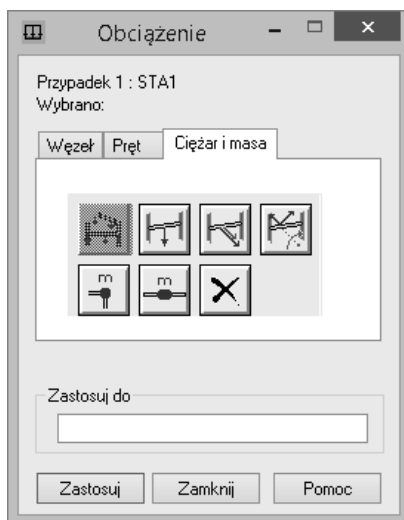 Obciążenie
Przypadek 1 : STA1
Wybrano:
Węzeł Pręt Ciężar i masa
m m
Zastosuj do
Zastosuj Zamknij Pomoc